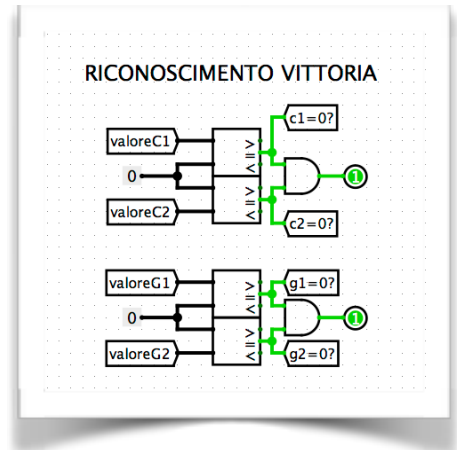 RICONOSCIMENTO VITTORIA
c1=0?
valoreC1
> = <
0
1
> = <
valoreC2
c2=0?
valoreG1
> = <
g1=0?
0
1
> = <
valoreG2
g2=0?